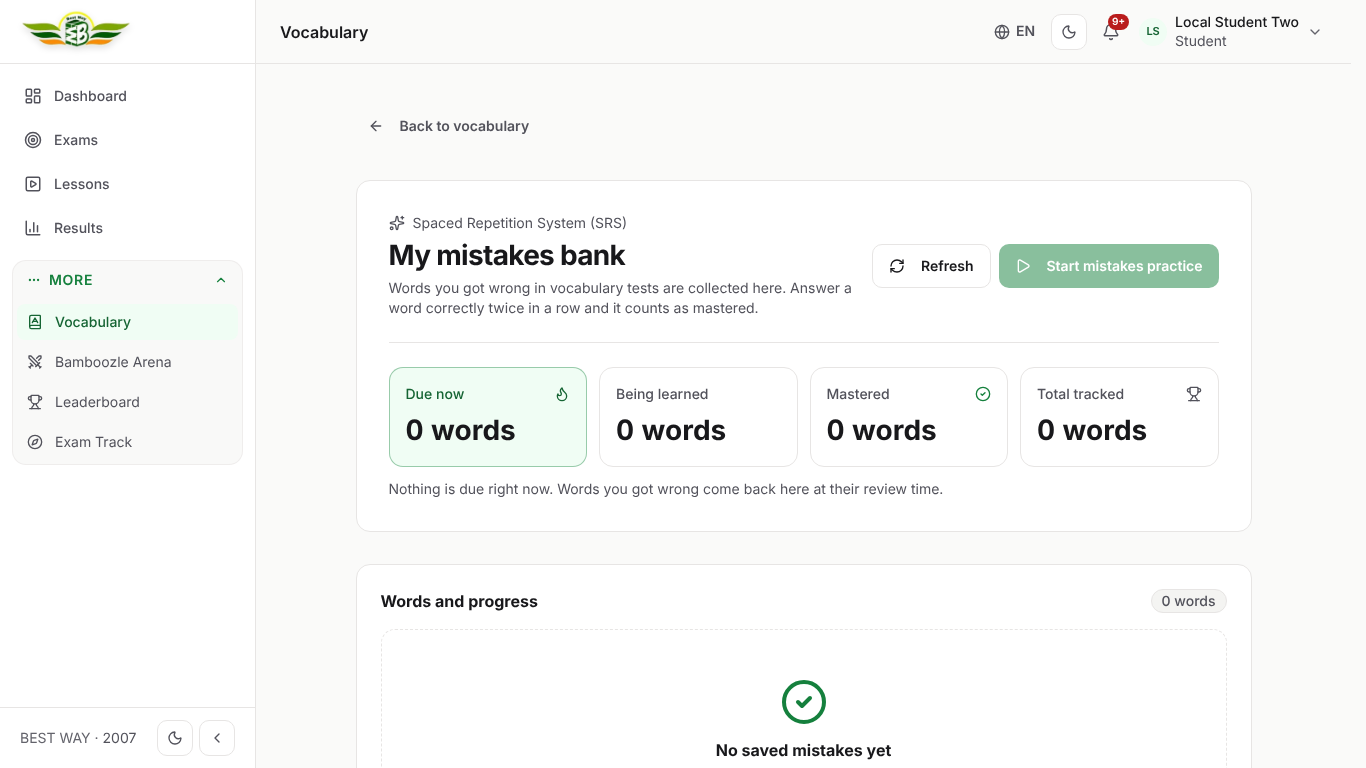 Vocabulary
EN
9+
LS
Local Student Two
Student
Dashboard
Exams
Lessons
Results
MORE
Vocabulary
Bamboozle Arena
Leaderboard
Exam Track
BEST WAY · 2007
Back to vocabulary
Spaced Repetition System (SRS)
My mistakes bank
Words you got wrong in vocabulary tests are collected here. Answer a
word correctly twice in a row and it counts as mastered.
Refresh
Start mistakes practice
Due now
0 words
Being learned
0 words
Mastered
0 words
Total tracked
0 words
Nothing is due right now. Words you got wrong come back here at their review time.
Words and progress
0 words
No saved mistakes yet